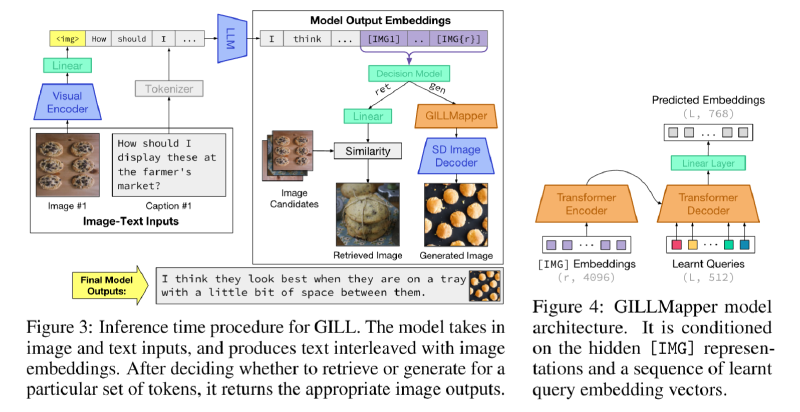 Model Output Embeddings
<img> How should I ...
LLM
I think ... [IMG1] .. [IMG{r}]
Linear
Tokenizer
Visual
Encoder
Decision Model
ret
gen
Linear
GILLMapper
How should I
display these at
the farmer's
market?
Similarity
SD Image
Decoder
Image
Candidates
Image #1
Caption #1
Image-Text Inputs
Retrieved Image
Generated Image
Final Model
Outputs:
I think they look best when they are on a tray
with a little bit of space between them.
Figure 3: Inference time procedure for GILL. The model takes in
image and text inputs, and produces text interleaved with image
embeddings. After deciding whether to retrieve or generate for a
particular set of tokens, it returns the appropriate image outputs.
Predicted Embeddings
(L, 768)
...
Linear Layer
Transformer
Encoder
Transformer
Decoder
...
...
[IMG] Embeddings
(r, 4096)
Learnt Queries
(L, 512)
Figure 4: GILLMapper model
architecture. It is conditioned
on the hidden [IMG] represen-
tations and a sequence of learnt
query embedding vectors.